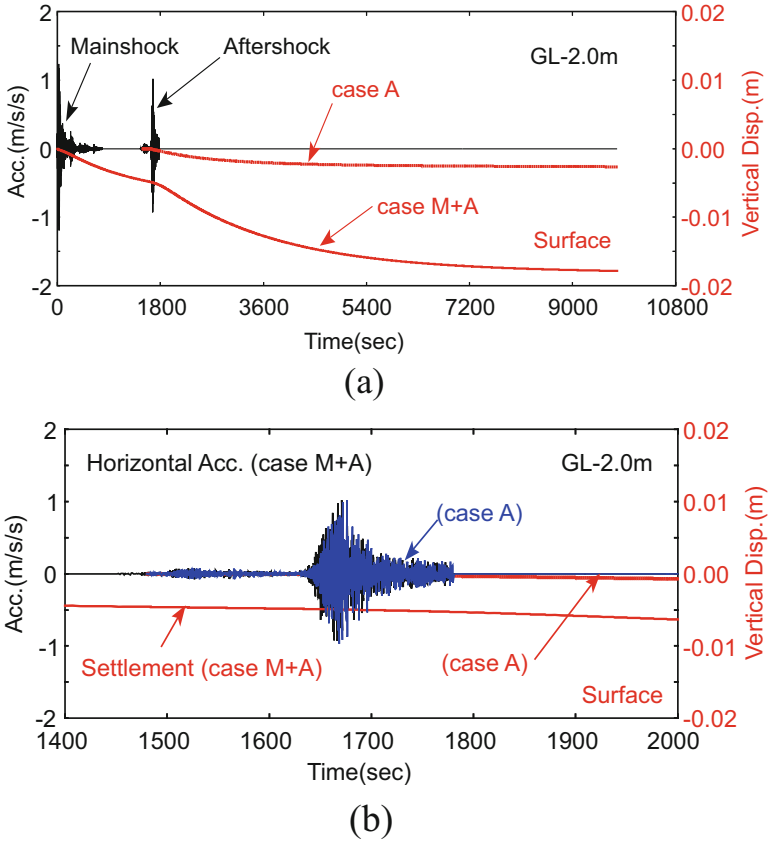 2
1
0
-1
-2
Acc.(m/s/s)
Mainshock
Aftershock
GL-2.0m
case A
case M+A
Surface
0.02
0.01
0.00
-0.01
-0.02
Vertical Disp.(m)
0 1800 3600 5400 7200 9000 10800
Time(sec)
(a)
2
1
0
-1
-2
Acc.(m/s/s)
Horizontal Acc. (case M+A)
GL-2.0m
(case A)
Settlement (case M+A)
(case A)
Surface
0.02
0.01
0.00
-0.01
-0.02
Vertical Disp.(m)
1400 1500 1600 1700 1800 1900 2000
Time(sec)
(b)